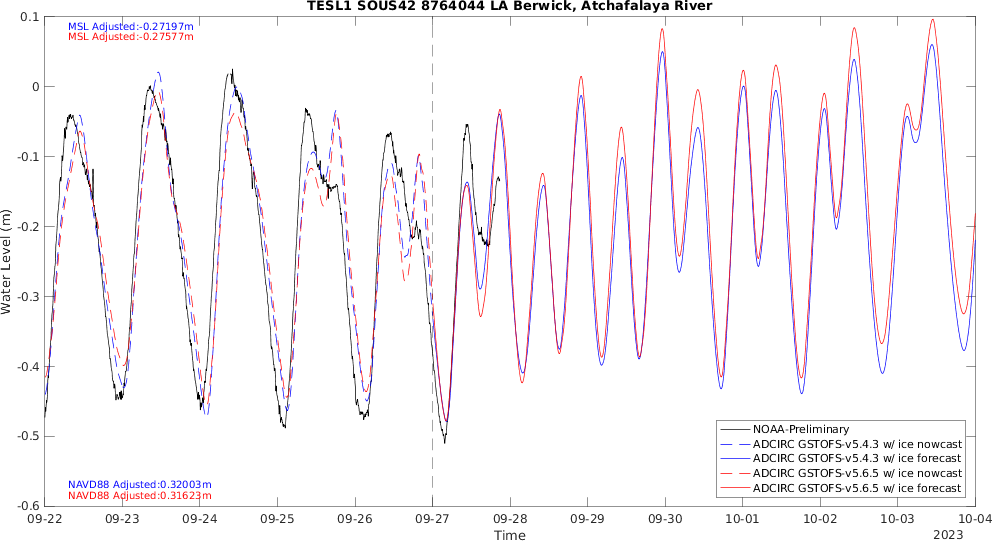 TESL1 SOUS42 8764044 LA Berwick, Atchafalaya River
MSL Adjusted:-0.27197m
MSL Adjusted:-0.27577m
0.1
0
-0.1
-0.2
-0.3
-0.4
-0.5
-0.6
Water Level (m)
NAVD88 Adjusted:0.32003m
NAVD88 Adjusted:0.31623m
NOAA-Preliminary
ADCIRC GSTOFS-v5.4.3 w/ ice nowcast
ADCIRC GSTOFS-v5.4.3 w/ ice forecast
ADCIRC GSTOFS-v5.6.5 w/ ice nowcast
ADCIRC GSTOFS-v5.6.5 w/ ice forecast
09-22 09-23 09-24 09-25 09-26 09-27 09-28 09-29 09-30 10-01 10-02 10-03 10-04
Time
2023